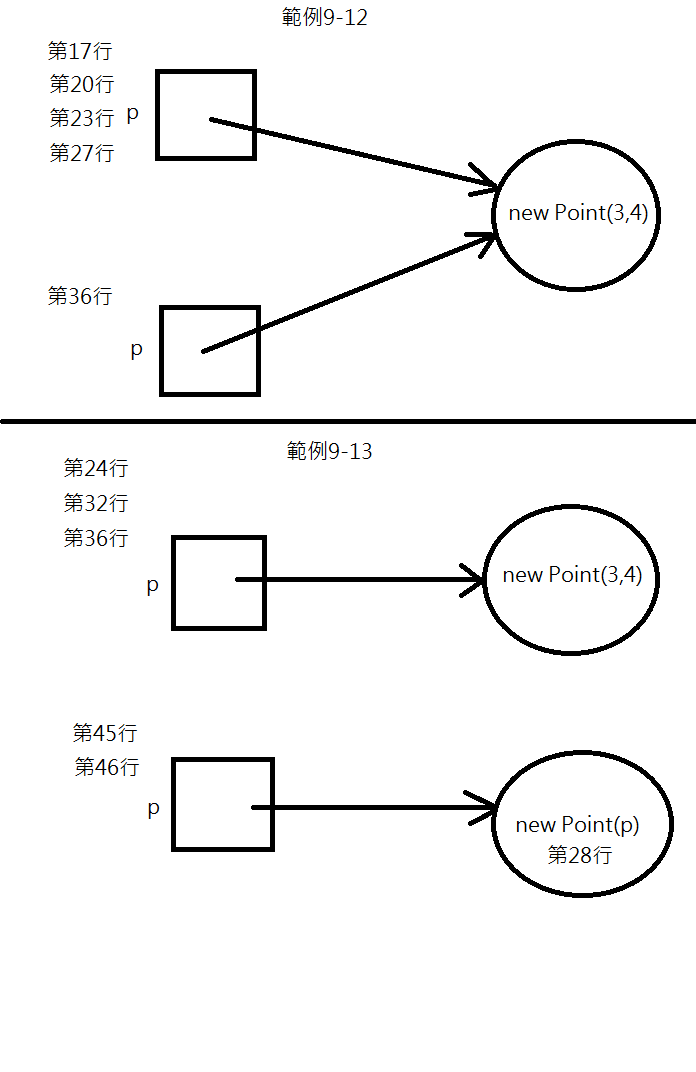 範例9-12
第17行
第20行
第23行
p
第27行
new Point(3,4)
第36行
p
範例9-13
第24行
第32行
第36行
p
new Point(3,4)
第45行
第46行
p
new Point(p)
第28行